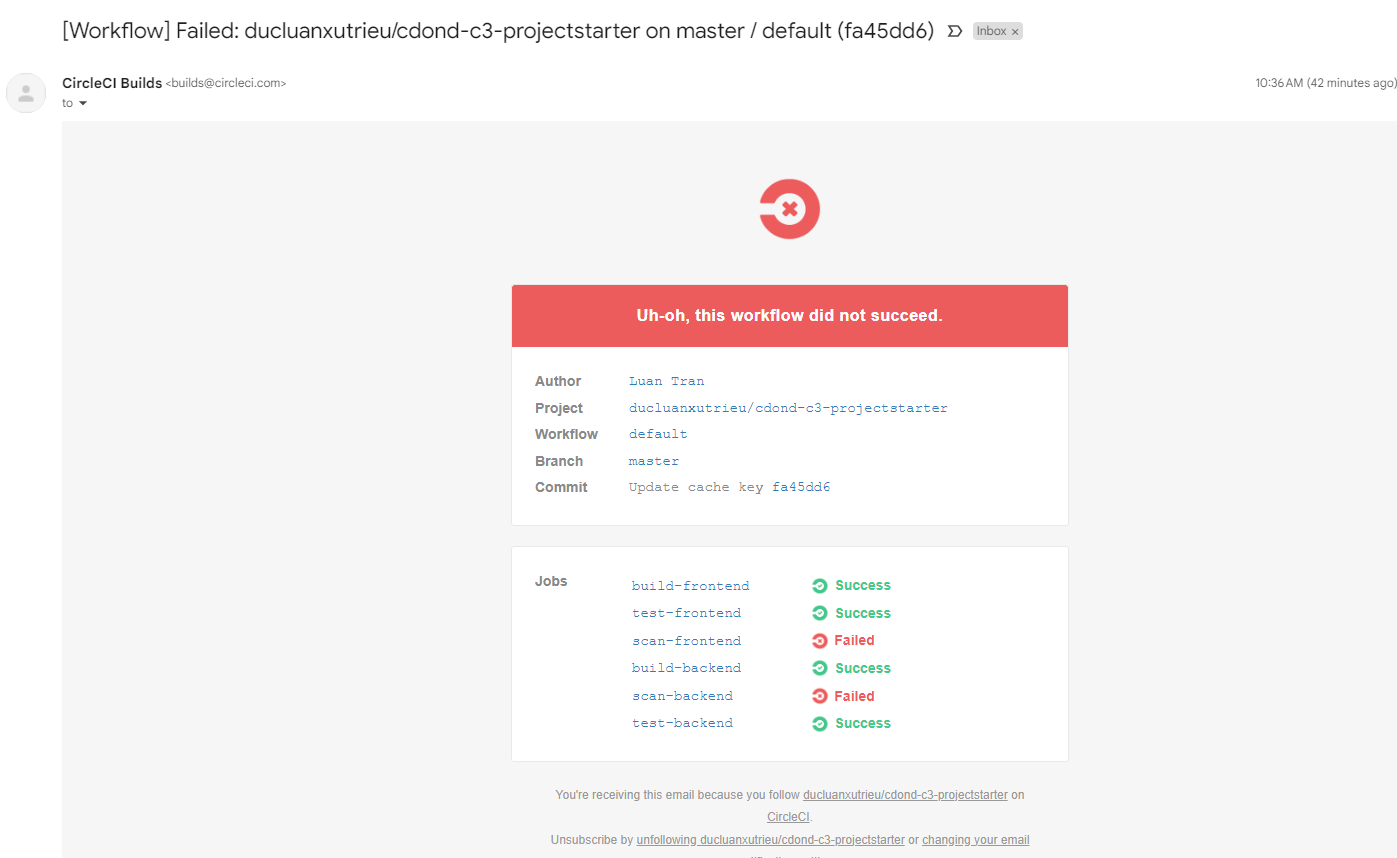 [Workflow] Failed: ducluanxutrieu/cdond-c3-projectstarter on master / default (fa45dd6) Inbox ×
CircleCI Builds <builds@circleci.com> 10:36 AM (42 minutes ago)
to
Uh-oh, this workflow did not succeed.
Author Luan Tran
Project ducluanxutrieu/cdond-c3-projectstarter
Workflow default
Branch master
Commit Update cache key fa45dd6
Jobs build-frontend Success
test-frontend Success
scan-frontend Failed
build-backend Success
scan-backend Failed
test-backend Success
You're receiving this email because you follow ducluanxutrieu/cdond-c3-projectstarter on
CircleCI.
Unsubscribe by unfollowing ducluanxutrieu/cdond-c3-projectstarter or changing your email